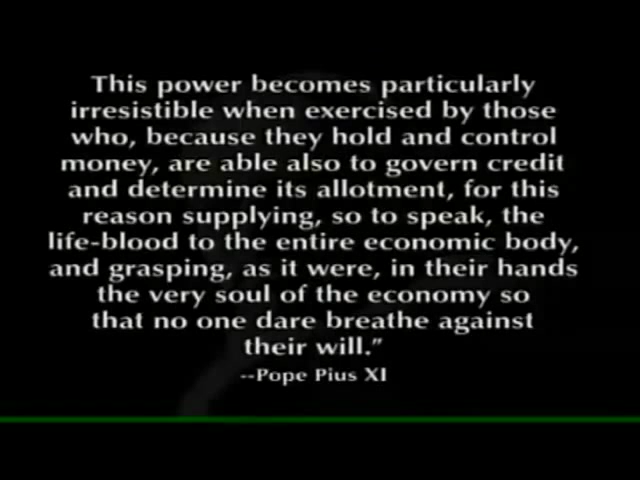 This power becomes particularly
irresistible when exercised by those
who, because they hold and control
money, are able also to govern credit
and determine its allotment, for this
reason supplying, so to speak, the
life-blood to the entire economic body,
and grasping, as it were, in their hands
the very soul of the economy so
that no one dare breathe against
their will.”
--Pope Pius XI